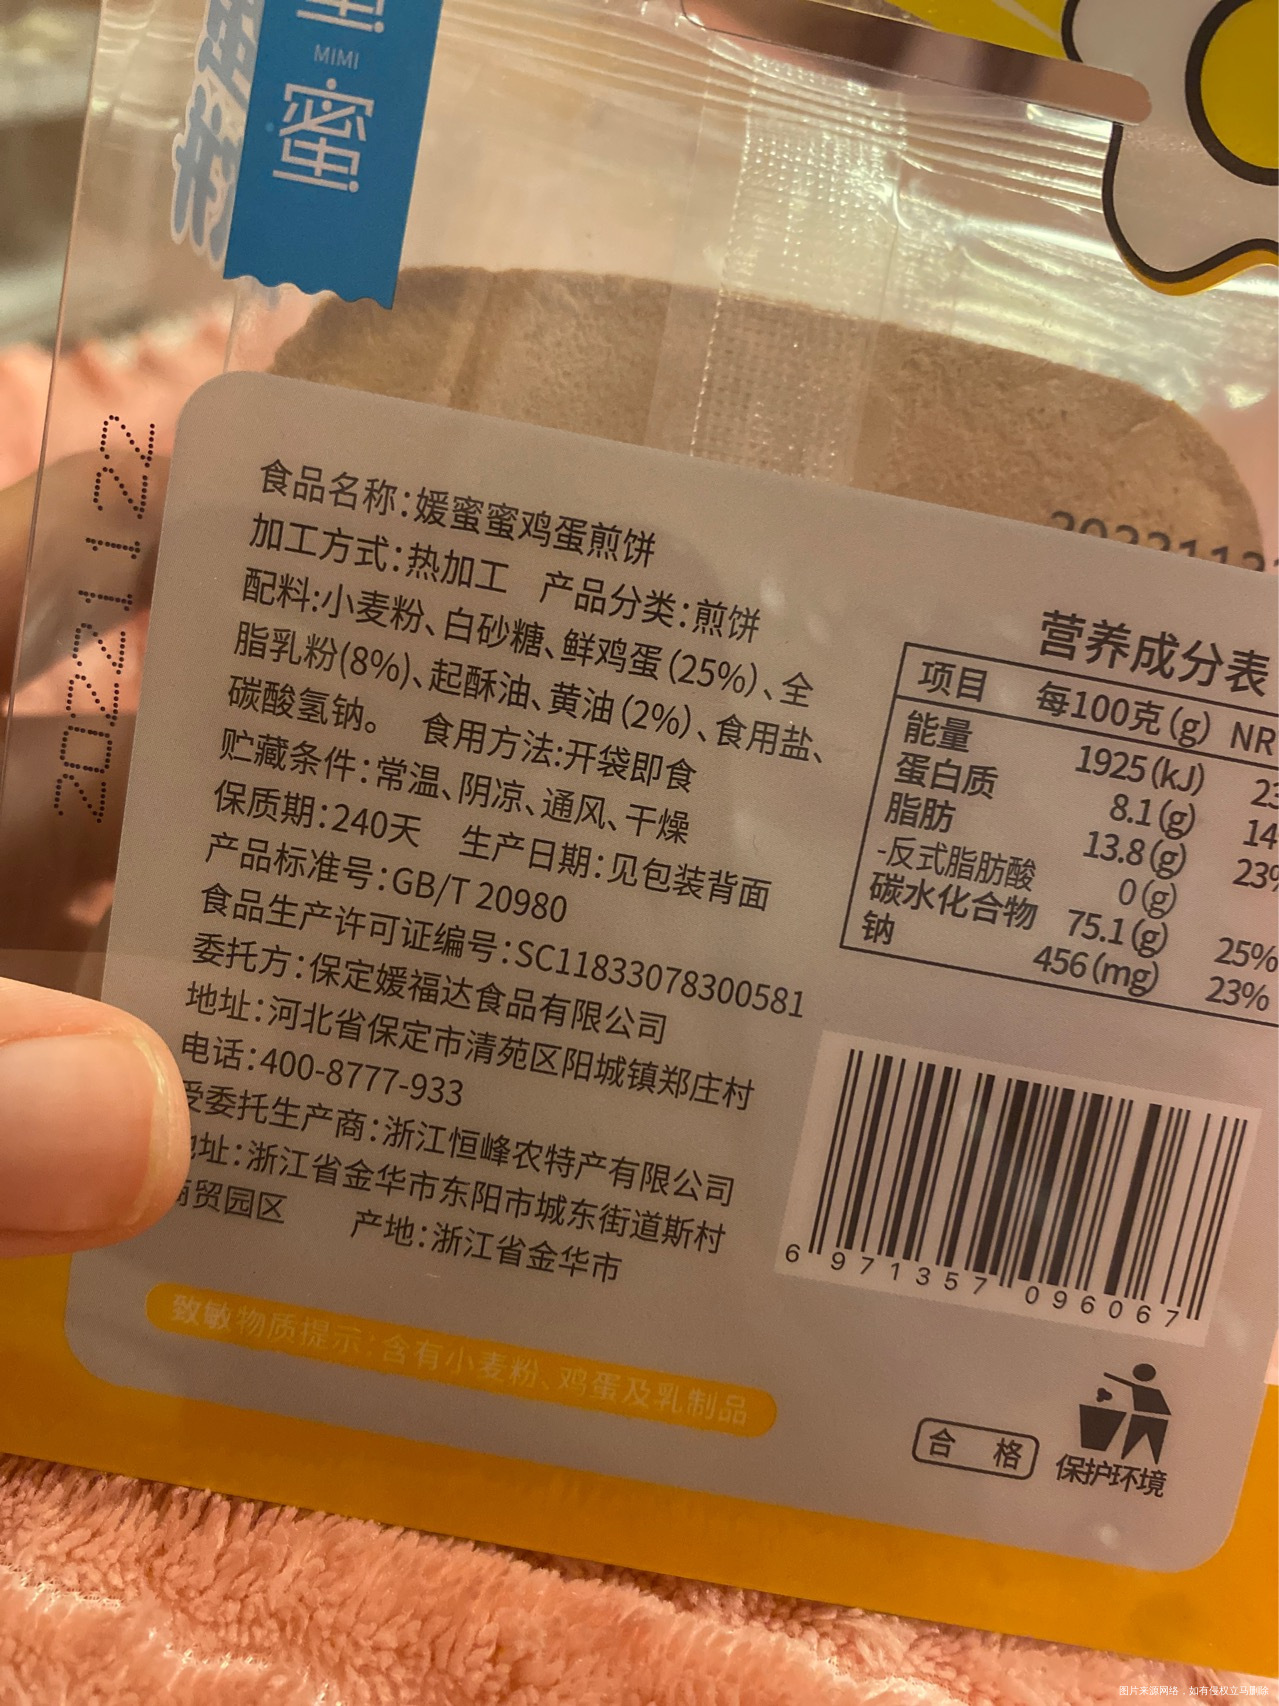 MIMI
蜜
20221122
食品名称:媛蜜蜜鸡蛋煎饼
加工方式:热加工 产品分类:煎饼
配料:小麦粉、白砂糖、鲜鸡蛋(25%)、全
脂乳粉(8%)、起酥油、黄油(2%)、食用盐、
碳酸氢钠。 食用方法:开袋即食
贮藏条件:常温、阴凉、通风、干燥
保质期:240天 生产日期:见包装背面
产品标准号:GB/T 20980
食品生产许可证编号:SC11833078300581
委托方:保定媛福达食品有限公司
地址:河北省保定市清苑区阳城镇郑庄村
电话:400-8777-933
受委托生产商:浙江恒峰农特产有限公司
地址:浙江省金华市东阳市城东街道斯村
商贸园区 产地:浙江省金华市
致敏物质提示:含有小麦粉、鸡蛋及乳制品
营养成分表
项目 每100克(g) NR
能量 1925(kJ) 23
蛋白质 8.1(g) 14
脂肪 13.8(g) 23%
-反式脂肪酸 0(g)
碳水化合物 75.1(g) 25%
钠 456(mg) 23%
6 971357 096067
合格
保护环境
图片来源网络，如有侵权立马删除